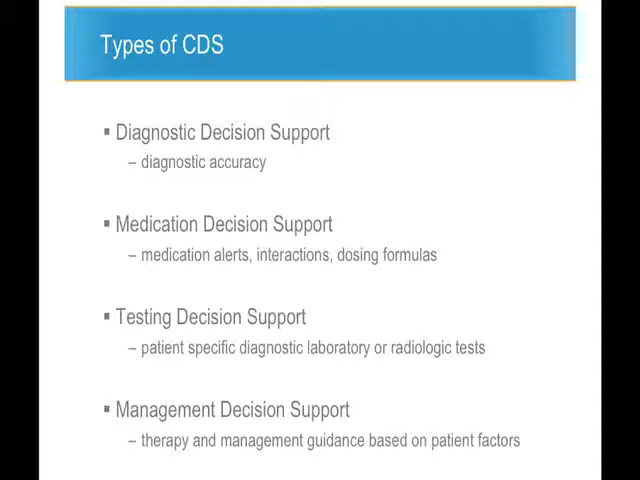 Types of CDS
▪ Diagnostic Decision Support
– diagnostic accuracy
▪ Medication Decision Support
– medication alerts, interactions, dosing formulas
▪ Testing Decision Support
– patient specific diagnostic laboratory or radiologic tests
▪ Management Decision Support
– therapy and management guidance based on patient factors